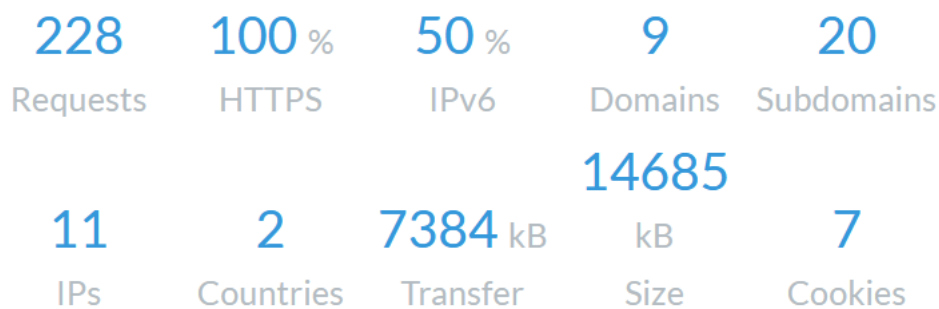 228 100 % 50 % 9 20
Requests HTTPS IPv6 Domains Subdomains
14685
11 2 7384 kB kB 7
IPs Countries Transfer Size Cookies